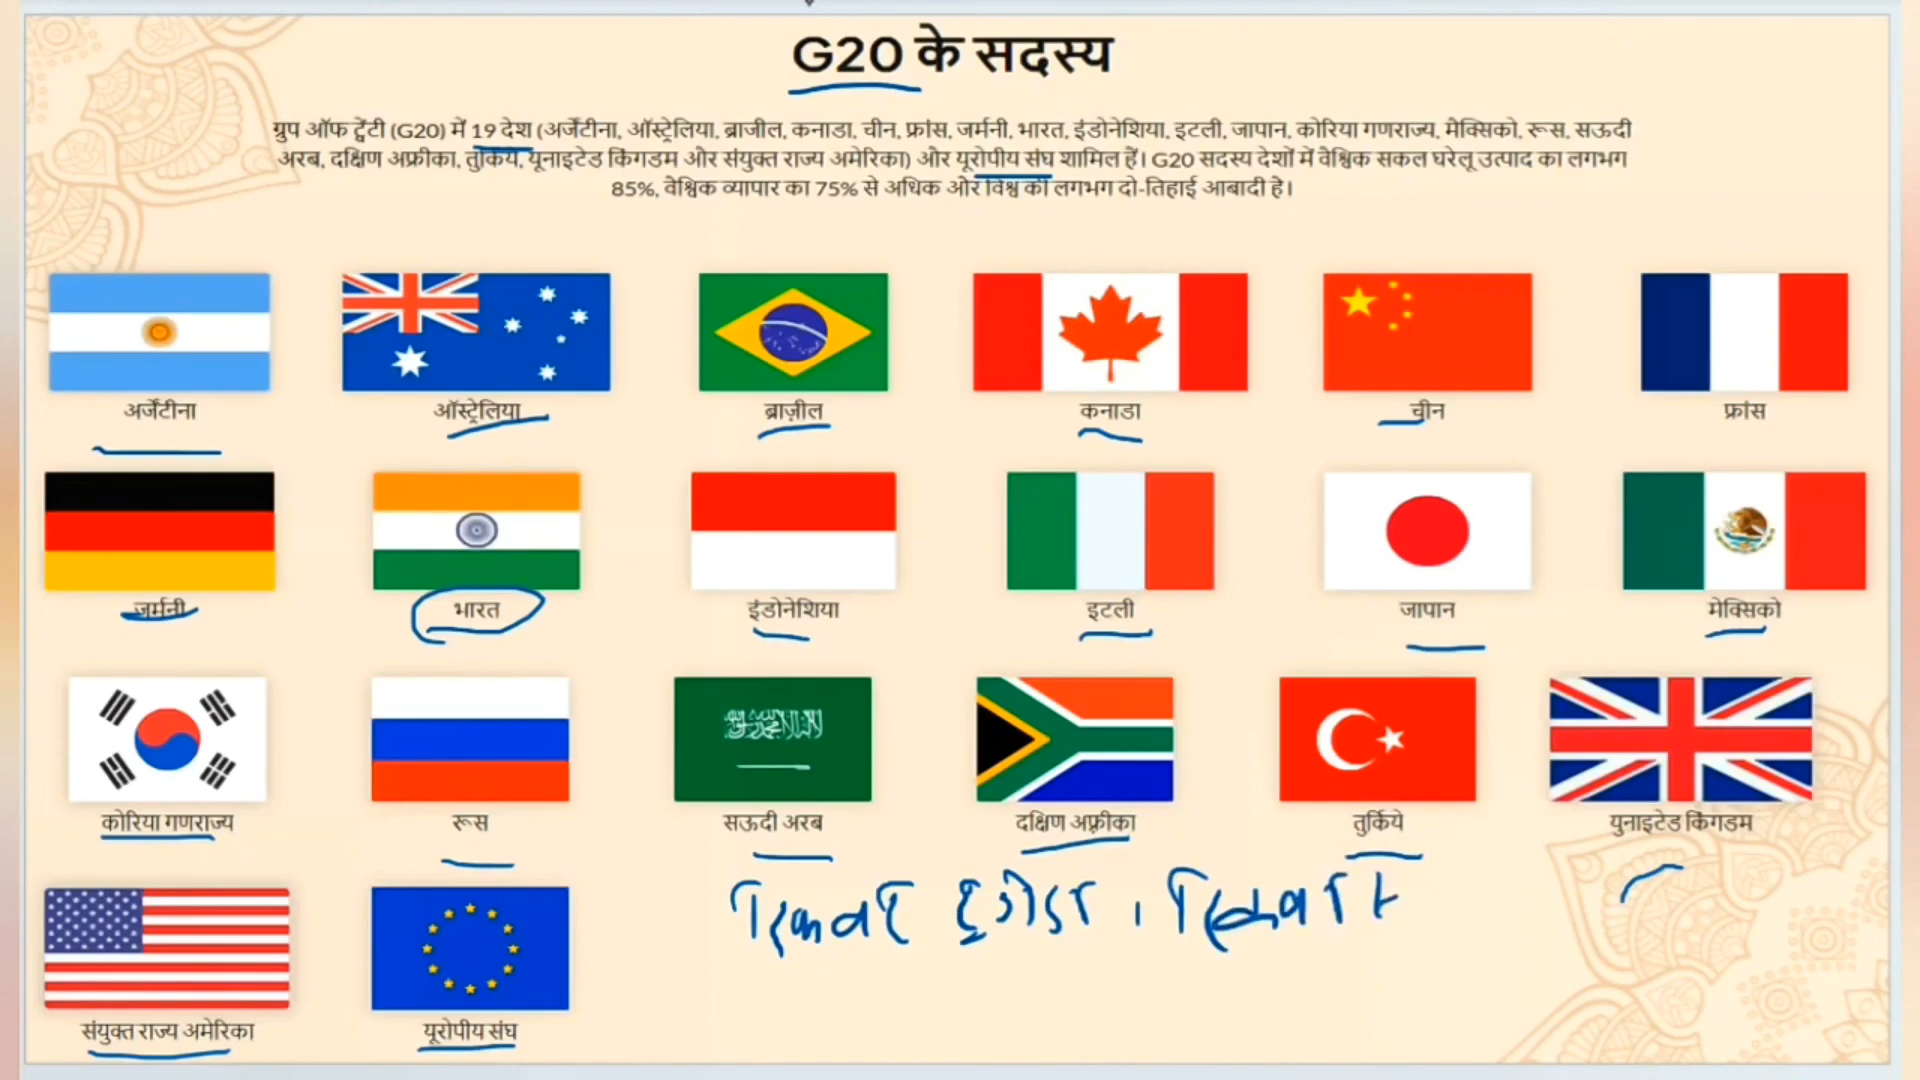 G20 के सदस्य
ग्रुप ऑफ ट्वेंटी (G20) में 19 देश (अर्जेंटीना, ऑस्ट्रेलिया, ब्राजील, कनाडा, चीन, फ्रांस, जर्मनी, भारत, इंडोनेशिया, इटली, जापान, कोरिया गणराज्य, मैक्सिको, रूस, सऊदी
अरब, दक्षिण अफ्रीका, तुर्किये, यूनाइटेड किंगडम और संयुक्त राज्य अमेरिका) और यूरोपीय संघ शामिल हैं। G20 सदस्य देशों में वैश्विक सकल घरेलू उत्पाद का लगभग
85%, वैश्विक व्यापार का 75% से अधिक और विश्व की लगभग दो-तिहाई आबादी है।
अर्जेंटीना ऑस्ट्रेलिया ब्राज़ील कनाडा चीन फ्रांस
जर्मनी भारत इंडोनेशिया इटली जापान मेक्सिको
कोरिया गणराज्य रूस सऊदी अरब दक्षिण अफ़्रीका तुर्किये युनाइटेड किंगडम
संयुक्त राज्य अमेरिका यूरोपीय संघ